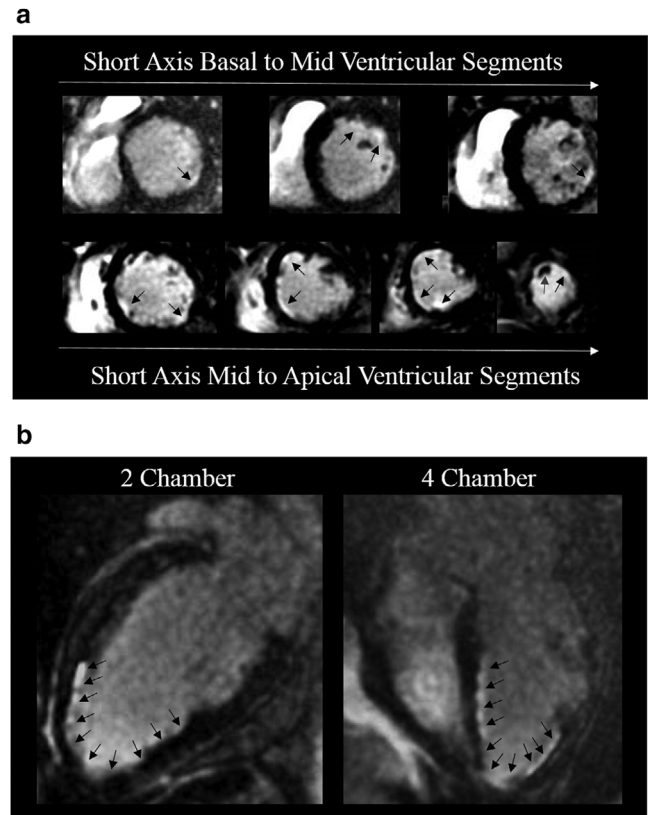 a
Short Axis Basal to Mid Ventricular Segments
Short Axis Mid to Apical Ventricular Segments
b
2 Chamber
4 Chamber